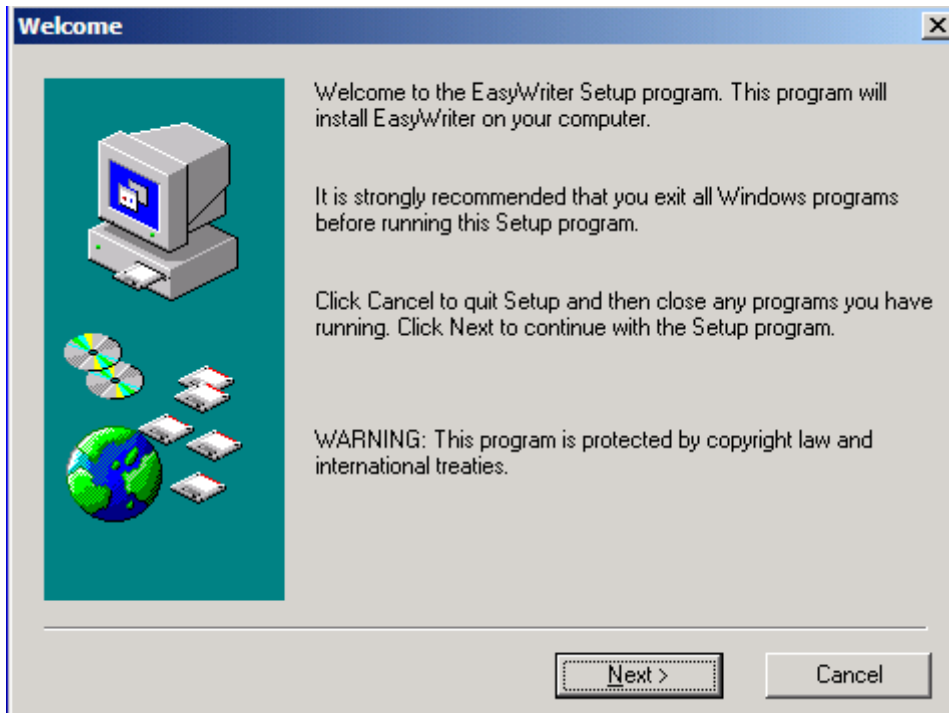 Welcome
Welcome to the EasyWriter Setup program. This program will
install EasyWriter on your computer.
It is strongly recommended that you exit all Windows programs
before running this Setup program.
Click Cancel to quit Setup and then close any programs you have
running. Click Next to continue with the Setup program.
WARNING: This program is protected by copyright law and
international treaties.
Next >
Cancel